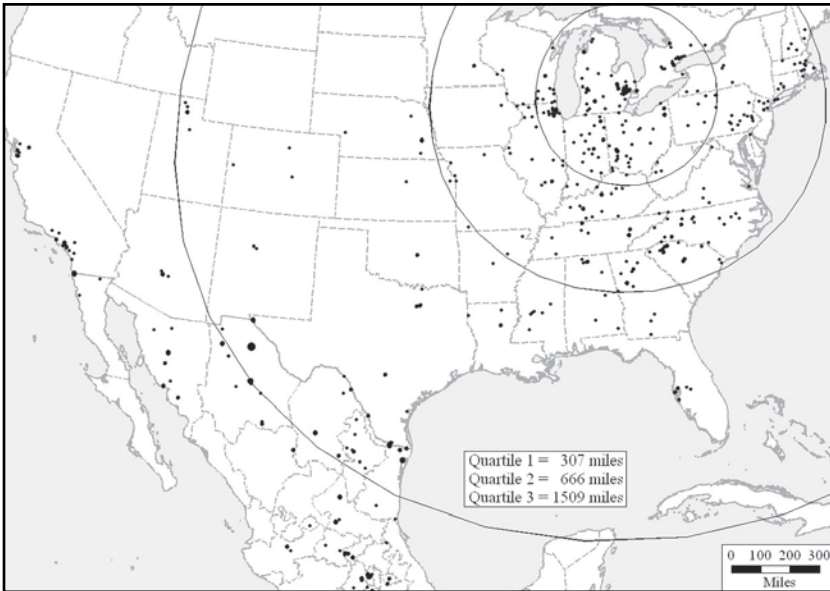 Quartile 1 = 307 miles
Quartile 2 = 666 miles
Quartile 3 = 1509 miles
0 100 200 300
Miles